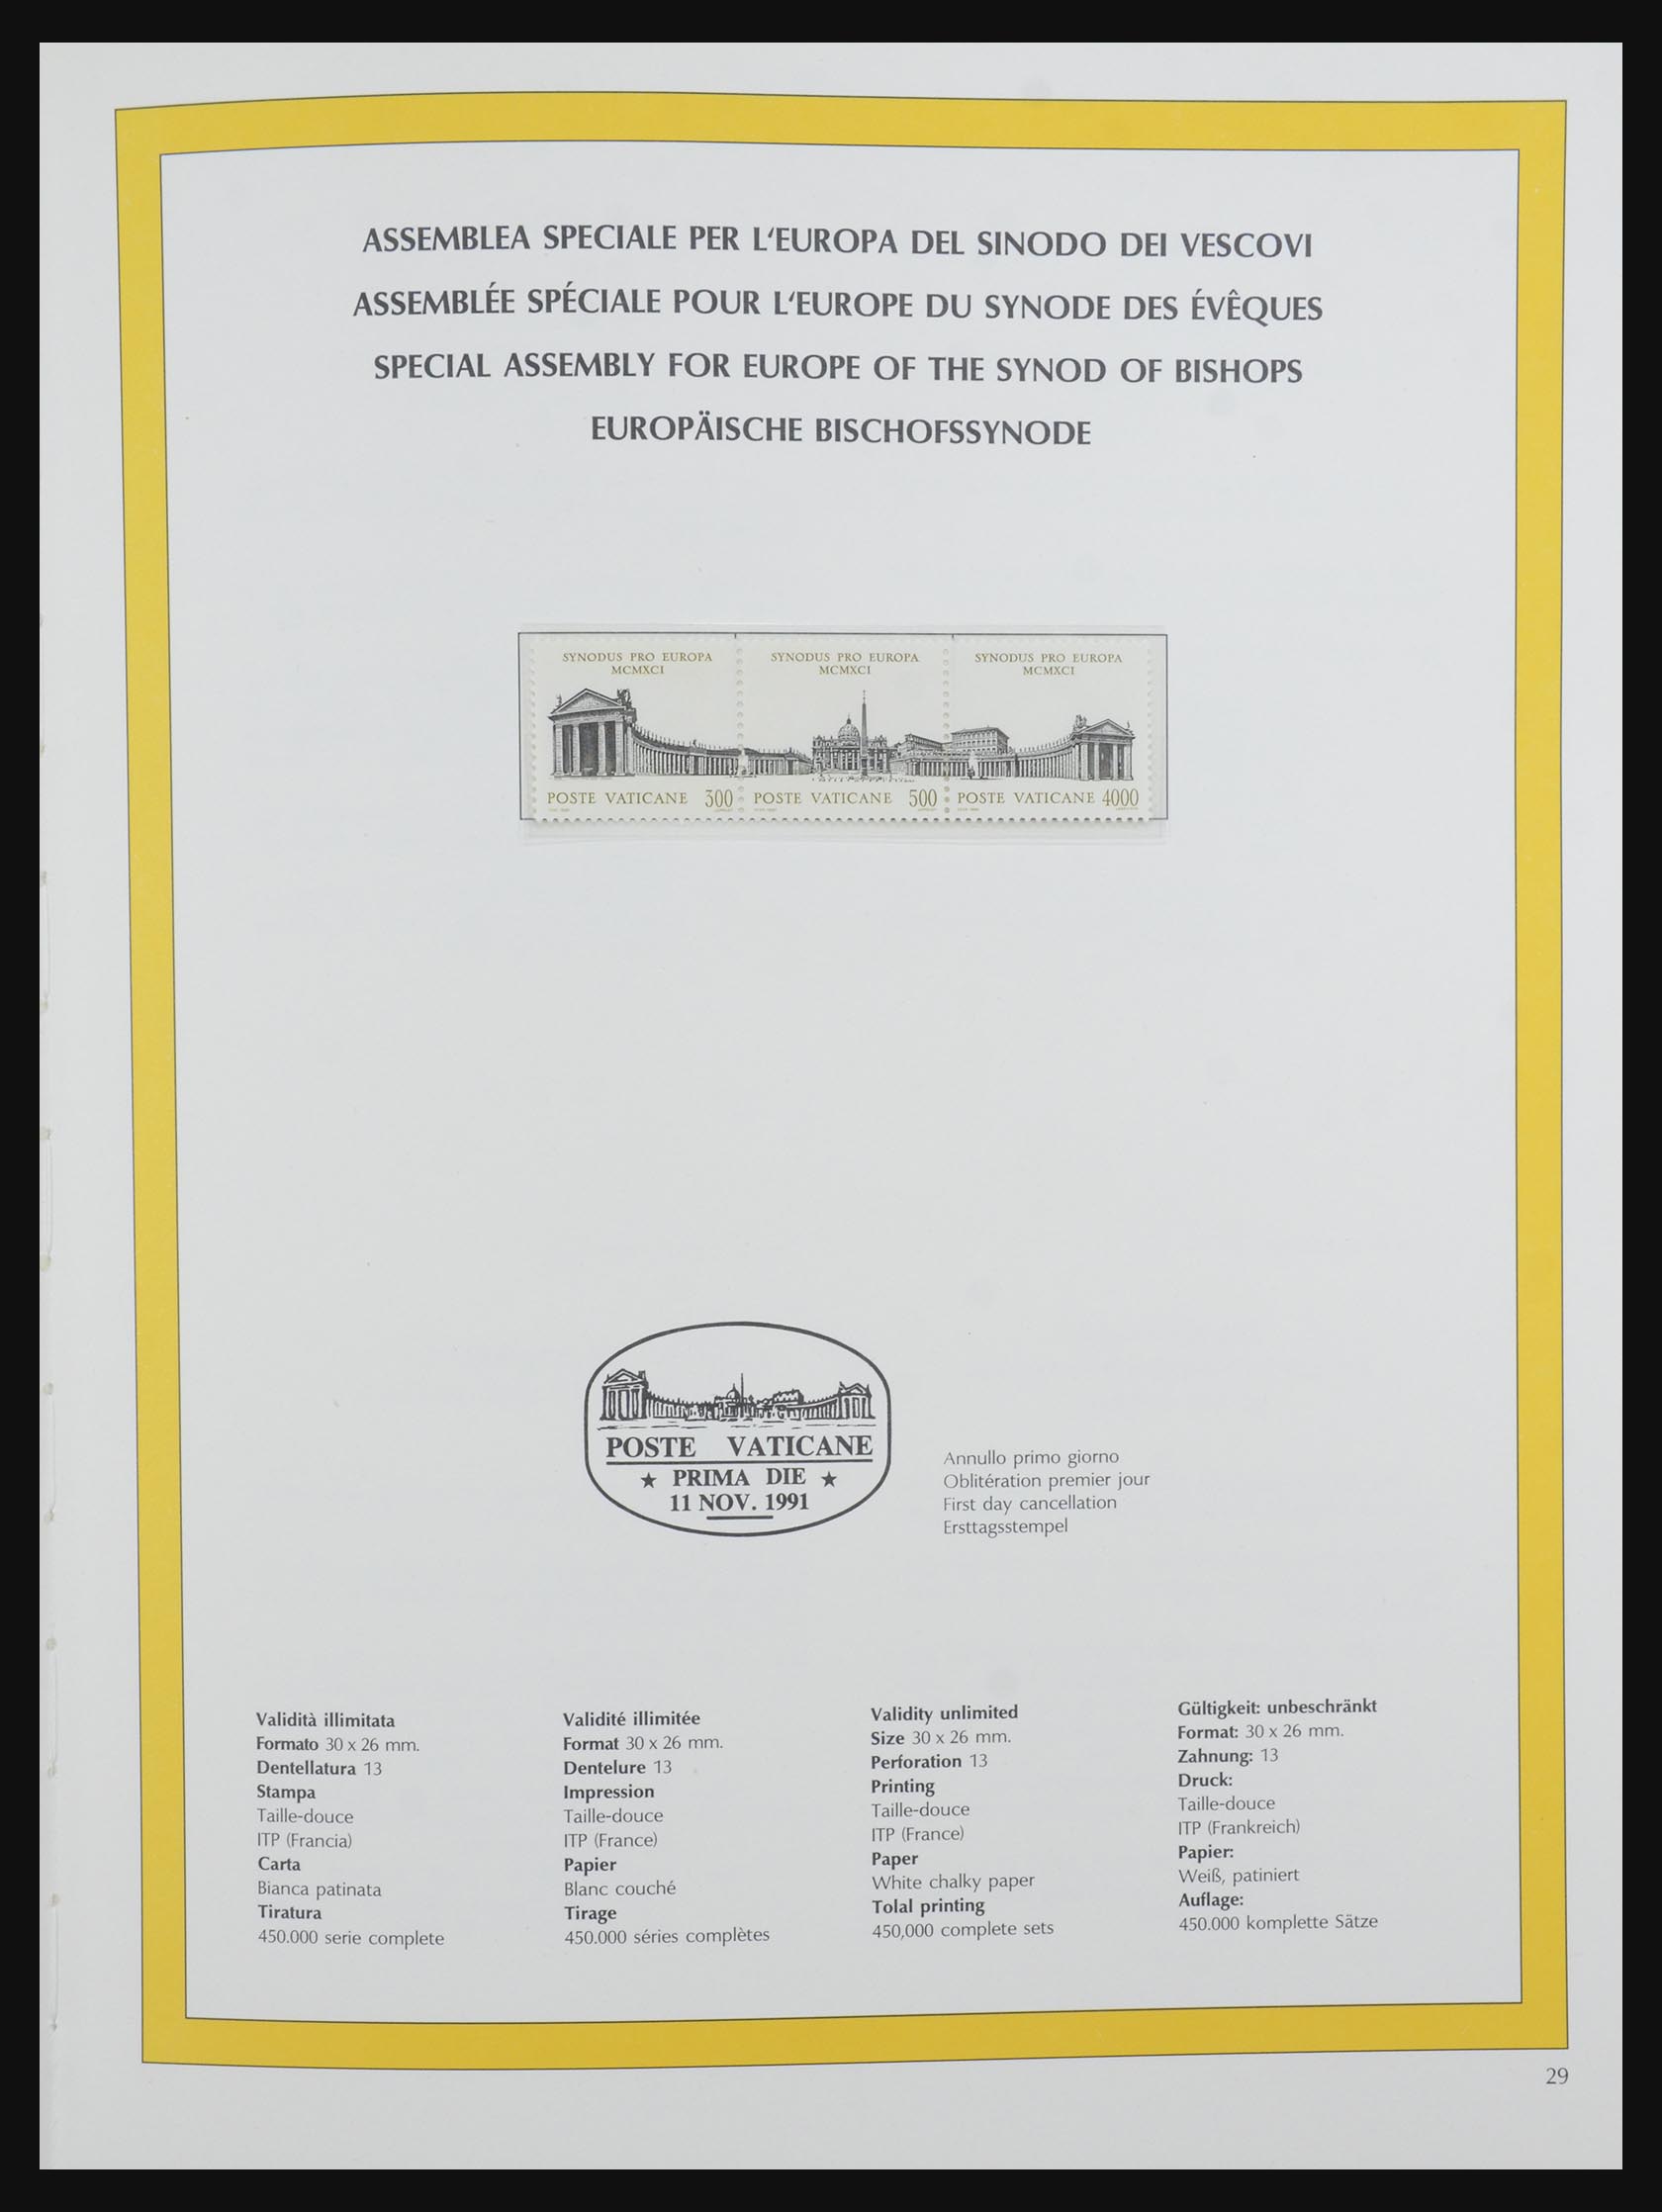 ASSEMBLEA SPECIALE PER L'EUROPA DEL SINODO DEI VESCOVI
ASSEMBLÉE SPÉCIALE POUR L'EUROPE DU SYNODE DES ÉVÊQUES
SPECIAL ASSEMBLY FOR EUROPE OF THE SYNOD OF BISHOPS
EUROPÄISCHE BISCHOFSSYNODE
SYNODUS PRO EUROPA
MCMXCI
POSTE VATICANE 300
SYNODUS PRO EUROPA
MCMXCI
POSTE VATICANE 500
SYNODUS PRO EUROPA
MCMXCI
POSTE VATICANE 4000
POSTE VATICANE
★ PRIMA DIE ★
11 NOV. 1991
Annullo primo giorno
Oblitération premier jour
First day cancellation
Ersttagsstempel
Validità illimitata
Formato 30 x 26 mm.
Dentellatura 13
Stampa
Taille-douce
ITP (Francia)
Carta
Bianca patinata
Tiratura
450.000 serie complete
Validité illimitée
Format 30 x 26 mm.
Dentelure 13
Impression
Taille-douce
ITP (France)
Papier
Blanc couché
Tirage
450.000 séries complètes
Validity unlimited
Size 30 x 26 mm.
Perforation 13
Printing
Taille-douce
ITP (France)
Paper
White chalky paper
Tolal printing
450,000 complete sets
Gültigkeit: unbeschränkt
Format: 30 x 26 mm.
Zahnung: 13
Druck:
Taille-douce
ITP (Frankreich)
Papier:
Weiß, patiniert
Auflage:
450.000 komplette Sätze
29